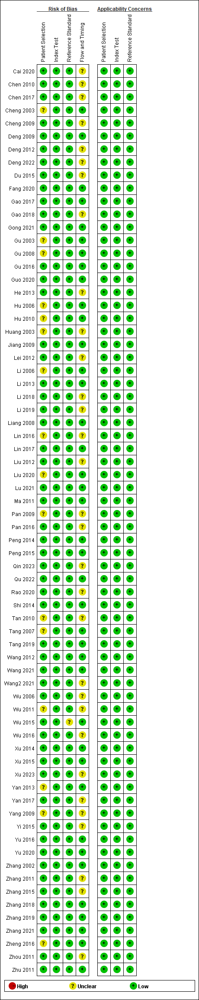 Risk of Bias Applicability Concerns
Patient Selection Index Test Reference Standard Flow and Timing Patient Selection Index Test Reference Standard
Cai 2020 + + + ? + + +
Chen 2010 + + + ? + + +
Chen 2017 + + + ? + + +
Cheng 2003 ? + + + + + +
Cheng 2009 + + + ? + + +
Deng 2009 + + + + + + +
Deng 2012 + + + ? + + +
Deng 2022 + + + ? + + +
Du 2015 + + + ? + + +
Fang 2020 + + + + + + +
Gao 2017 + + + + + + +
Gao 2018 + + + ? + + +
Gong 2021 + + + + + + +
Gu 2003 ? + + + + + +
Gu 2008 ? + + + + + +
Gu 2016 + + + + + + +
Guo 2020 + + + + + + +
He 2013 + + + ? + + +
Hu 2006 ? + + + + + +
Hu 2010 ? + + + + + +
Huang 2003 ? + + ? + + +
Jiang 2009 + + + + + + +
Lei 2012 + + + ? + + +
Li 2006 ? + + + + + +
Li 2013 + + + + + + +
Li 2018 + + + ? + + +
Li 2019 + + + ? + + +
Liang 2008 + + + + + + +
Lin 2016 ? + + ? + + +
Lin 2017 + + + + + + +
Liu 2012 + + + ? + + +
Liu 2020 ? + + + + + +
Lu 2021 + + + + + + +
Ma 2011 + + + + + + +
Pan 2009 ? + + ? + + +
Pan 2016 + + + ? + + +
Peng 2014 + + + + + + +
Peng 2015 + + + + + + +
Qin 2023 + + + ? + + +
Qu 2022 + + + + + + +
Rao 2020 + + + ? + + +
Shi 2014 + + + + + + +
Tan 2010 ? + + ? + + +
Tang 2007 ? + + + + + +
Tang 2019 + + + + + + +
Wang 2012 + + + + + + +
Wang 2021 + + + + + + +
Wang2 2021 + + + ? + + +
Wu 2006 + + + ? + + +
Wu 2011 ? + + ? + + +
Wu 2015 + + ? + + + +
Wu 2016 + + + ? + + +
Xu 2014 + + + + + + +
Xu 2015 + + + + + + +
Xu 2023 + + + ? + + +
Yan 2013 ? + + + + + +
Yan 2017 + + + ? + + +
Yang 2009 ? + + ? + + +
Yi 2015 + + + ? + + +
Yu 2016 + + + + + + +
Yu 2020 + + + + + + +
Zhang 2002 + + + + + + +
Zhang 2011 + + + ? + + +
Zhang 2015 + + + ? + + +
Zhang 2018 + + + + + + +
Zhang 2019 + + + + + + +
Zhang 2021 + + + + + + +
Zheng 2016 ? + + + + + +
Zhou 2011 + + + ? + + +
Zhu 2011 + + + + + + +
High ? Unclear + Low